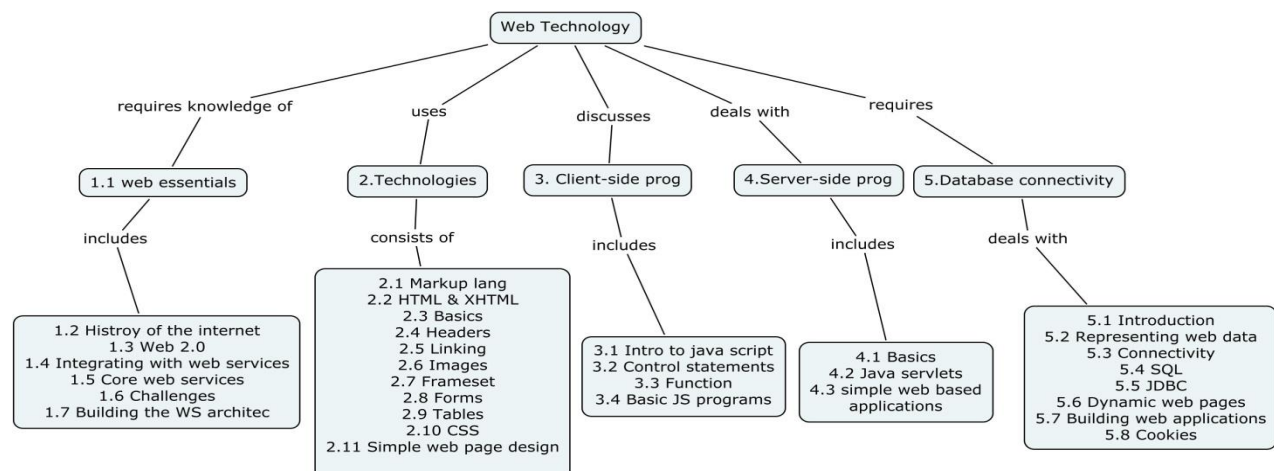 Web Technology
requires knowledge of
uses
discusses
deals with
requires
1.1 web essentials
2.Technologies
3. Client-side prog
4.Server-side prog
5.Database connectivity
includes
consists of
includes
includes
deals with
1.2 Histroy of the internet
1.3 Web 2.0
1.4 Integrating with web services
1.5 Core web services
1.6 Challenges
1.7 Building the WS architec
2.1 Markup lang
2.2 HTML & XHTML
2.3 Basics
2.4 Headers
2.5 Linking
2.6 Images
2.7 Frameset
2.8 Forms
2.9 Tables
2.10 CSS
2.11 Simple web page design
3.1 Intro to java script
3.2 Control statements
3.3 Function
3.4 Basic JS programs
4.1 Basics
4.2 Java servlets
4.3 simple web based
applications
5.1 Introduction
5.2 Representing web data
5.3 Connectivity
5.4 SQL
5.5 JDBC
5.6 Dynamic web pages
5.7 Building web applications
5.8 Cookies